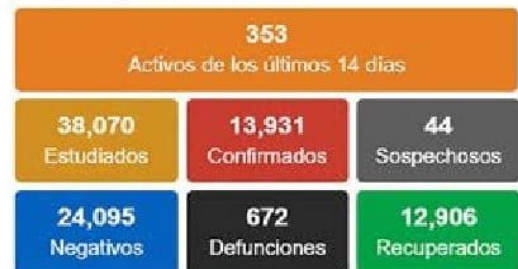 353
Activos de los últimos 14 días
38,070
Estudiados
13,931
Confirmados
44
Sospechosos
24,095
Negativos
672
Defunciones
12,906
Recuperados